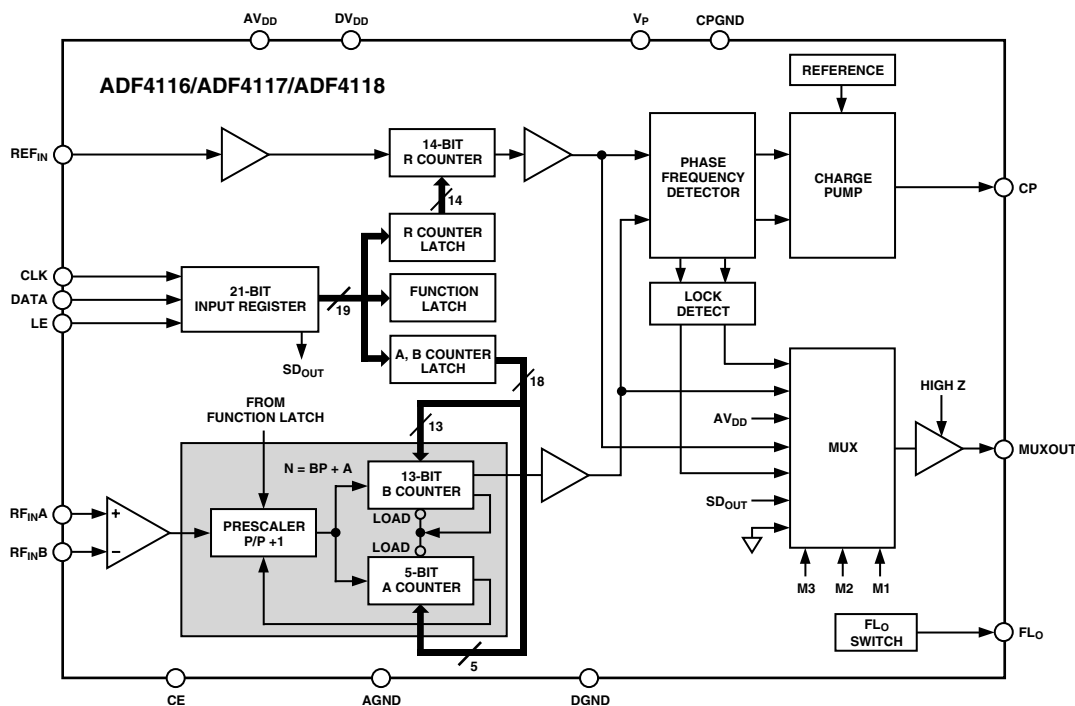 AVDD
DVDD
VP
CPGND
ADF4116/ADF4117/ADF4118
REFERENCE
REFIN
14-BIT
R COUNTER
PHASE
FREQUENCY
DETECTOR
CHARGE
PUMP
CP
14
R COUNTER
LATCH
CLK
DATA
LE
21-BIT
INPUT REGISTER
19
FUNCTION
LATCH
LOCK
DETECT
SDOUT
A, B COUNTER
LATCH
18
FROM
FUNCTION LATCH
13
HIGH Z
AVDD
MUX
MUXOUT
N = BP + A
13-BIT
B COUNTER
RFINA
RFINB
+
–
PRESCALER
P/P +1
LOAD
LOAD
SDOUT
5-BIT
A COUNTER
M3
M2
M1
5
FLO
SWITCH
FLO
CE
AGND
DGND